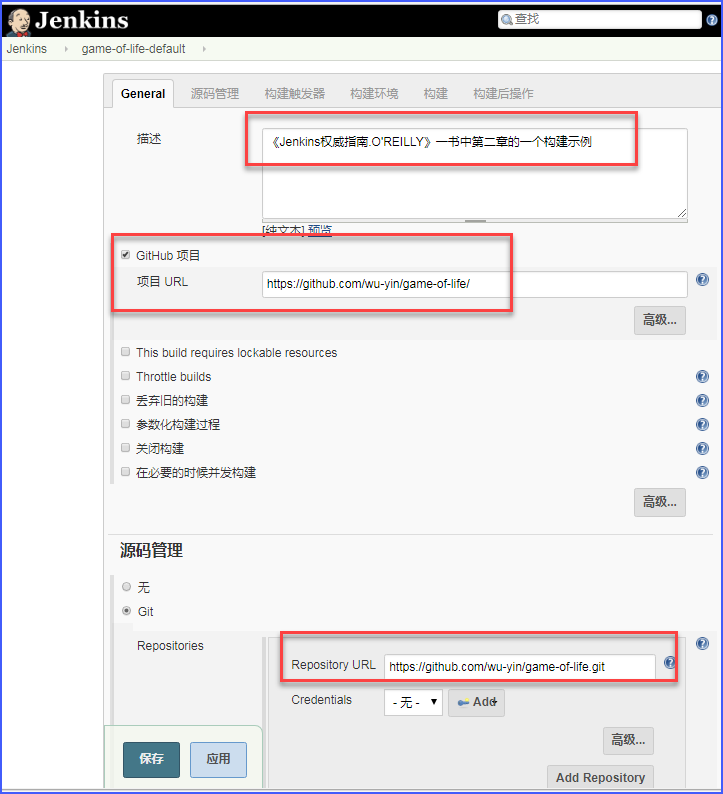 Jenkins
查找
Jenkins
game-of-life-default
General 源码管理 构建触发器 构建环境 构建 构建后操作
描述
《Jenkins权威指南.O'REILLY》一书中第二章的一个构建示例
[纯文本] 预览
GitHub 项目
项目 URL
https://github.com/wu-yin/game-of-life/
高级...
This build requires lockable resources
Throttle builds
丢弃旧的构建
参数化构建过程
关闭构建
在必要的时候并发构建
高级...
源码管理
无
Git
Repositories
Repository URL
https://github.com/wu-yin/game-of-life.git
Credentials
- 无 -
Add
高级...
保存
应用
Add Repository